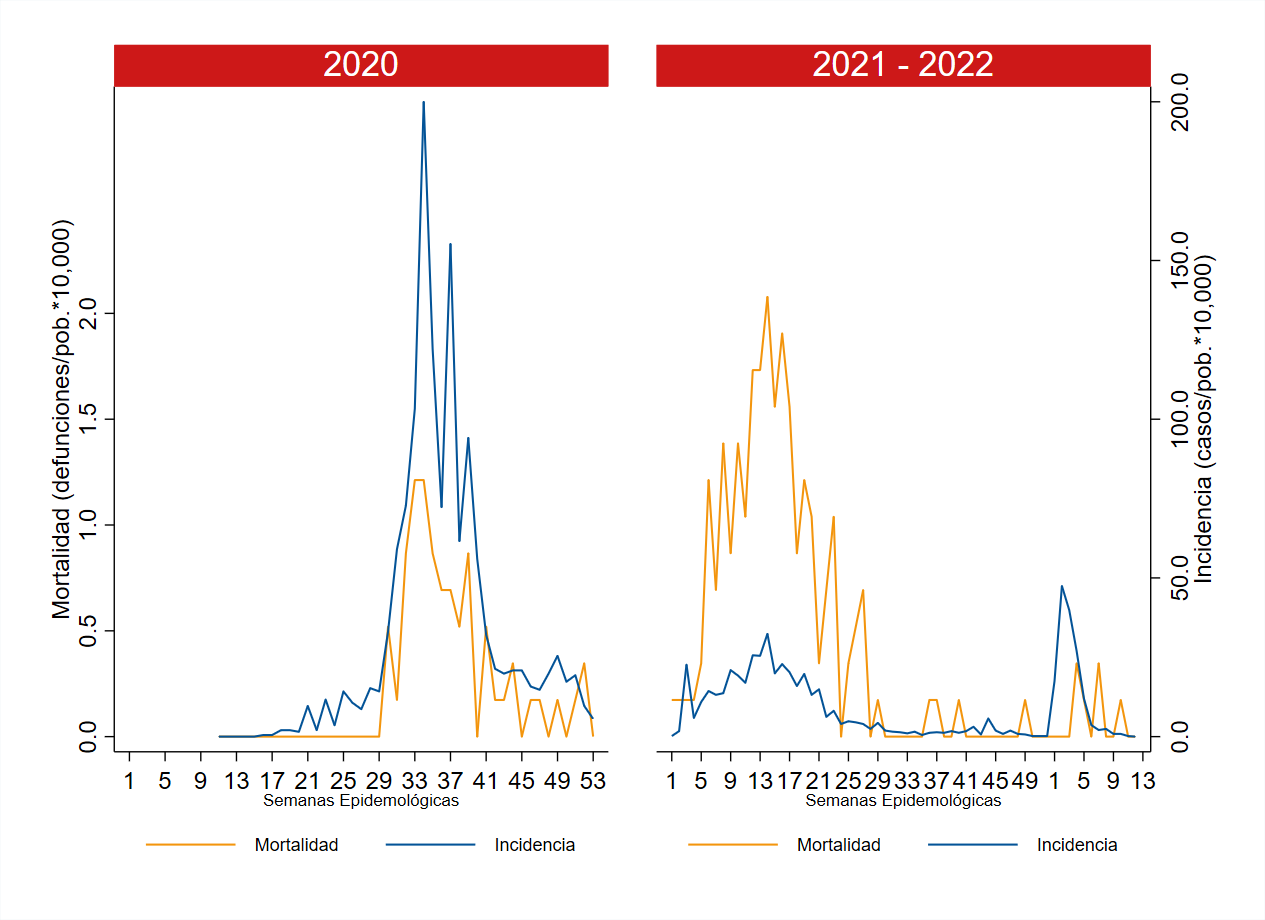 2020
2021 - 2022
Mortalidad (defunciones/pob.*10,000)
0.0 0.5 1.0 1.5 2.0
Incidencia (casos/pob.*10,000)
0.0 50.0 100.0 150.0 200.0
1 5 9 13 17 21 25 29 33 37 41 45 49 53
Semanas Epidemológicas
1 5 9 13 17 21 25 29 33 37 41 45 49 1 5 9 13
Semanas Epidemológicas
Mortalidad Incidencia
Mortalidad Incidencia